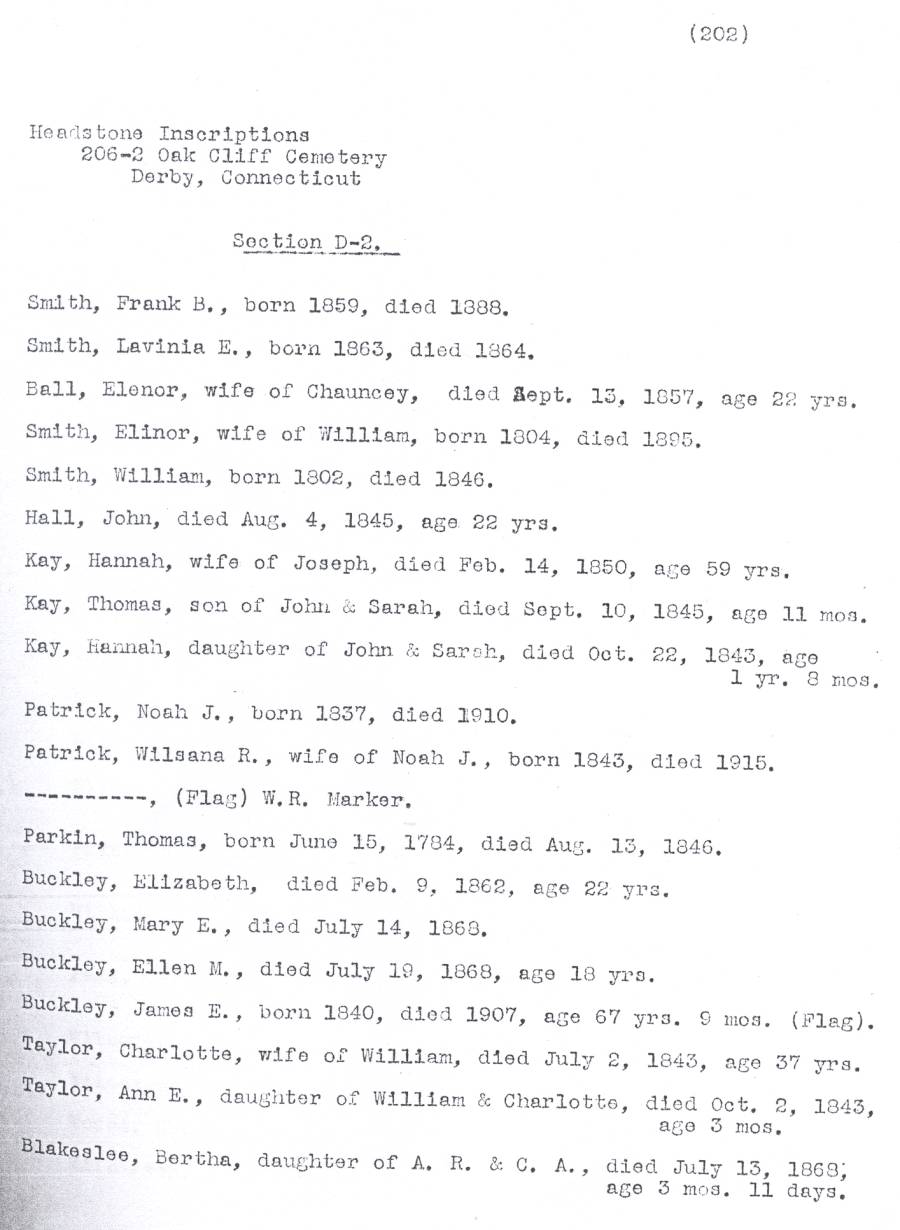 (202)
Headstone Inscriptions
206-2 Oak Cliff Cemetery
Derby, Connecticut
Section D-2.
Smith, Frank B., born 1859, died 1888.
Smith, Lavinia E., born 1863, died 1864.
Ball, Elenor, wife of Chauncey, died Sept. 13, 1857, age 22 yrs.
Smith, Elinor, wife of William, born 1804, died 1895.
Smith, William, born 1802, died 1846.
Hall, John, died Aug. 4, 1845, age 22 yrs.
Kay, Hannah, wife of Joseph, died Feb. 14, 1850, age 59 yrs.
Kay, Thomas, son of John & Sarah, died Sept. 10, 1845, age 11 mos.
Kay, Hannah, daughter of John & Sarah, died Oct. 22, 1843, age
1 yr. 8 mos.
Patrick, Noah J., born 1837, died 1910.
Patrick, Wilsana R., wife of Noah J., born 1843, died 1915.
----------, (Flag) W.R. Marker.
Parkin, Thomas, born June 15, 1784, died Aug. 13, 1846.
Buckley, Elizabeth, died Feb. 9, 1862, age 22 yrs.
Buckley, Mary E., died July 14, 1868.
Buckley, Ellen M., died July 19, 1868, age 18 yrs.
Buckley, James E., born 1840, died 1907, age 67 yrs. 9 mos. (Flag).
Taylor, Charlotte, wife of William, died July 2, 1843, age 37 yrs.
Taylor, Ann E., daughter of William & Charlotte, died Oct. 2, 1843,
age 3 mos.
Blakeslee, Bertha, daughter of A. R. & C. A., died July 13, 1868,
age 3 mos. 11 days.